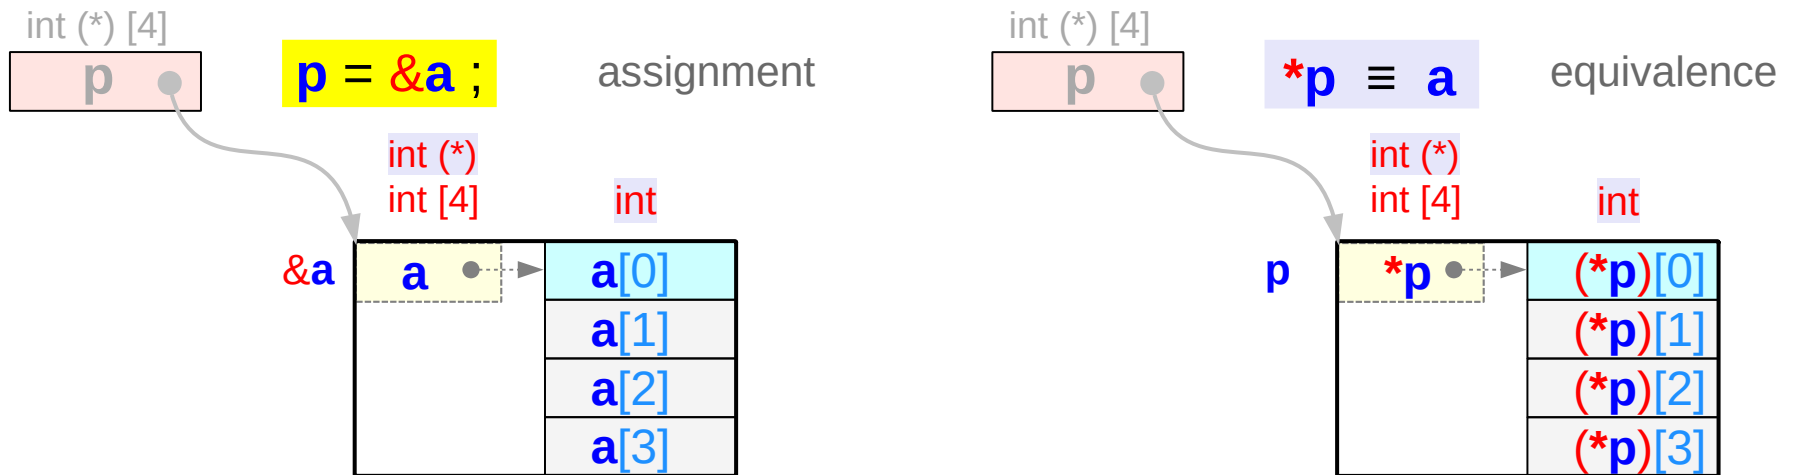 int (*) [4]
p
p = &a ;
assignment
int (*)
int [4]
int
&a
a
a[0]
a[1]
a[2]
a[3]
int (*) [4]
p
*p ≡ a
equivalence
int (*)
int [4]
int
p
*p
(*p)[0]
(*p)[1]
(*p)[2]
(*p)[3]